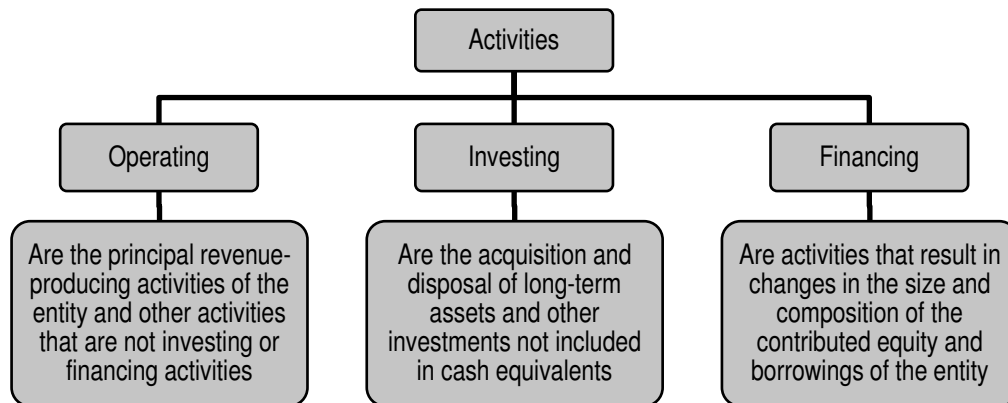 Activities
Operating
Investing
Financing
Are the principal revenue-
producing activities of the
entity and other activities
that are not investing or
financing activities
Are the acquisition and
disposal of long-term
assets and other
investments not included
in cash equivalents
Are activities that result in
changes in the size and
composition of the
contributed equity and
borrowings of the entity